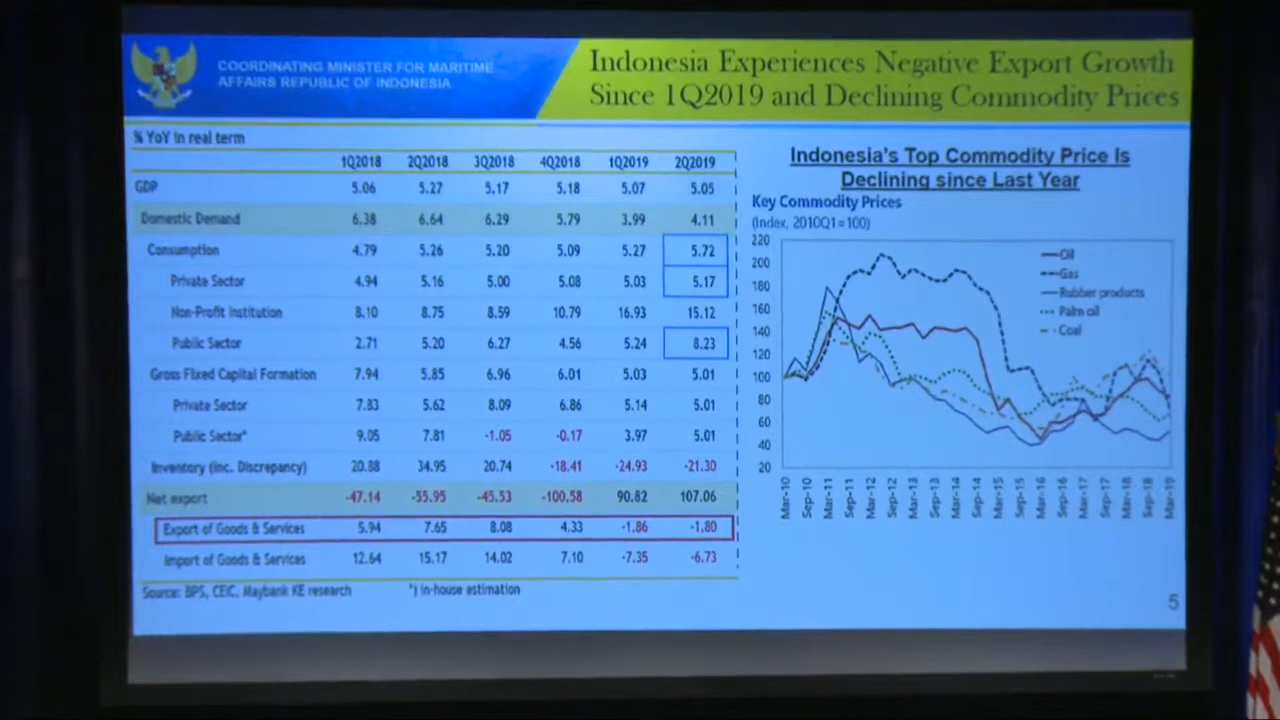 COORDINATING MINISTER FOR MARITIME
AFFAIRS REPUBLIC OF INDONESIA
Indonesia Experiences Negative Export Growth
Since 1Q2019 and Declining Commodity Prices
% YoY in real term
1Q2018 2Q2018 3Q2018 4Q2018 1Q2019 2Q2019
GDP 5.06 5.27 5.17 5.18 5.07 5.05
Domestic Demand 6.38 6.64 6.29 5.79 3.99 4.11
Consumption 4.79 5.26 5.20 5.09 5.27 5.72
Private Sector 4.94 5.16 5.00 5.08 5.03 5.17
Non-Profit Institution 8.10 8.75 8.59 10.79 16.93 15.12
Public Sector 2.71 5.20 6.27 4.56 5.24 8.23
Gross Fixed Capital Formation 7.94 5.85 6.96 6.01 5.03 5.01
Private Sector 7.83 5.62 8.09 6.86 5.14 5.01
Public Sector* 9.05 7.81 -1.05 -0.17 3.97 5.01
Inventory (inc. Discrepancy) 20.88 34.95 20.74 -18.41 -24.93 -21.30
Net export -47.14 -55.95 -45.53 -100.58 90.82 107.06
Export of Goods & Services 5.94 7.65 8.08 4.33 -1.86 -1.80
Import of Goods & Services 12.64 15.17 14.02 7.10 -7.35 -6.73
Source: BPS, CEIC, Maybank KE research *) in-house estimation
Indonesia's Top Commodity Price Is
Declining since Last Year
Key Commodity Prices
(Index, 2010Q1=100)
220
200
180
160
140
120
100
80
60
40
20
Oil
Gas
Rubber products
Palm oil
Coal
Mar-10 Sep-10 Mar-11 Sep-11 Mar-12 Sep-12 Mar-13 Sep-13 Mar-14 Sep-14 Mar-15 Sep-15 Mar-16 Sep-16 Mar-17 Sep-17 Mar-18 Sep-18 Mar-19
5